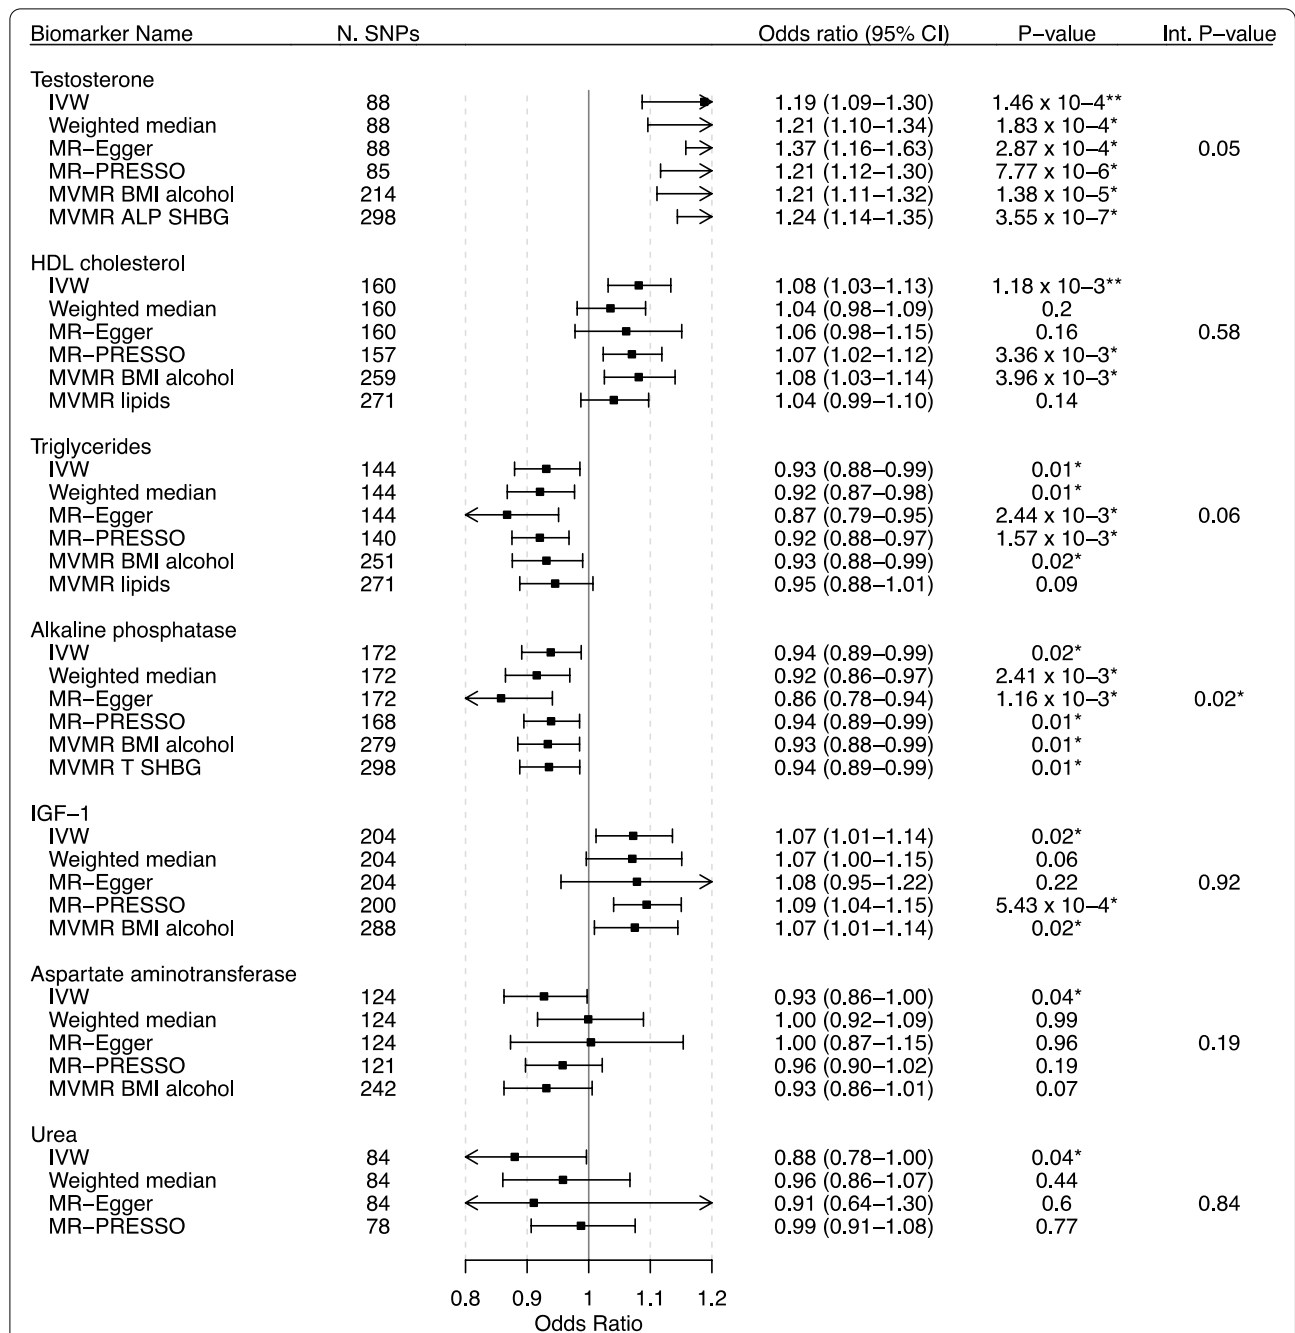 Biomarker Name N. SNPs Odds ratio (95% CI) P−value Int. P−value
Testosterone
IVW 88 1.19 (1.09−1.30) 1.46 x 10−4**
Weighted median 88 1.21 (1.10−1.34) 1.83 x 10−4*
MR−Egger 88 1.37 (1.16−1.63) 2.87 x 10−4* 0.05
MR−PRESSO 85 1.21 (1.12−1.30) 7.77 x 10−6*
MVMR BMI alcohol 214 1.21 (1.11−1.32) 1.38 x 10−5*
MVMR ALP SHBG 298 1.24 (1.14−1.35) 3.55 x 10−7*
HDL cholesterol
IVW 160 1.08 (1.03−1.13) 1.18 x 10−3**
Weighted median 160 1.04 (0.98−1.09) 0.2
MR−Egger 160 1.06 (0.98−1.15) 0.16 0.58
MR−PRESSO 157 1.07 (1.02−1.12) 3.36 x 10−3*
MVMR BMI alcohol 259 1.08 (1.03−1.14) 3.96 x 10−3*
MVMR lipids 271 1.04 (0.99−1.10) 0.14
Triglycerides
IVW 144 0.93 (0.88−0.99) 0.01*
Weighted median 144 0.92 (0.87−0.98) 0.01*
MR−Egger 144 0.87 (0.79−0.95) 2.44 x 10−3* 0.06
MR−PRESSO 140 0.92 (0.88−0.97) 1.57 x 10−3*
MVMR BMI alcohol 251 0.93 (0.88−0.99) 0.02*
MVMR lipids 271 0.95 (0.88−1.01) 0.09
Alkaline phosphatase
IVW 172 0.94 (0.89−0.99) 0.02*
Weighted median 172 0.92 (0.86−0.97) 2.41 x 10−3*
MR−Egger 172 0.86 (0.78−0.94) 1.16 x 10−3* 0.02*
MR−PRESSO 168 0.94 (0.89−0.99) 0.01*
MVMR BMI alcohol 279 0.93 (0.88−0.99) 0.01*
MVMR T SHBG 298 0.94 (0.89−0.99) 0.01*
IGF−1
IVW 204 1.07 (1.01−1.14) 0.02*
Weighted median 204 1.07 (1.00−1.15) 0.06
MR−Egger 204 1.08 (0.95−1.22) 0.22 0.92
MR−PRESSO 200 1.09 (1.04−1.15) 5.43 x 10−4*
MVMR BMI alcohol 288 1.07 (1.01−1.14) 0.02*
Aspartate aminotransferase
IVW 124 0.93 (0.86−1.00) 0.04*
Weighted median 124 1.00 (0.92−1.09) 0.99
MR−Egger 124 1.00 (0.87−1.15) 0.96 0.19
MR−PRESSO 121 0.96 (0.90−1.02) 0.19
MVMR BMI alcohol 242 0.93 (0.86−1.01) 0.07
Urea
IVW 84 0.88 (0.78−1.00) 0.04*
Weighted median 84 0.96 (0.86−1.07) 0.44
MR−Egger 84 0.91 (0.64−1.30) 0.6 0.84
MR−PRESSO 78 0.99 (0.91−1.08) 0.77
0.8 0.9 1 1.1 1.2
Odds Ratio